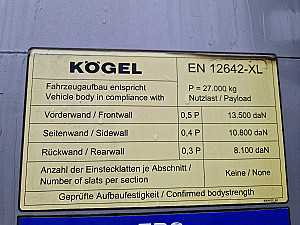 KÖGEL EN 12642-XL
Fahrzeugaufbau entspricht P = 27.000 kg
Vehicle body in compliance with Nutzlast / Payload
Vorderwand / Frontwall 0,5 P 13.500 daN
Seitenwand / Sidewall 0,4 P 10.800 daN
Rückwand / Rearwall 0,3 P 8.100 daN
Anzahl der Einstecklatten je Abschnitt / Keine / None
Number of slats per section
Geprüfte Aufbaufestigkeit / Confirmed bodystrength